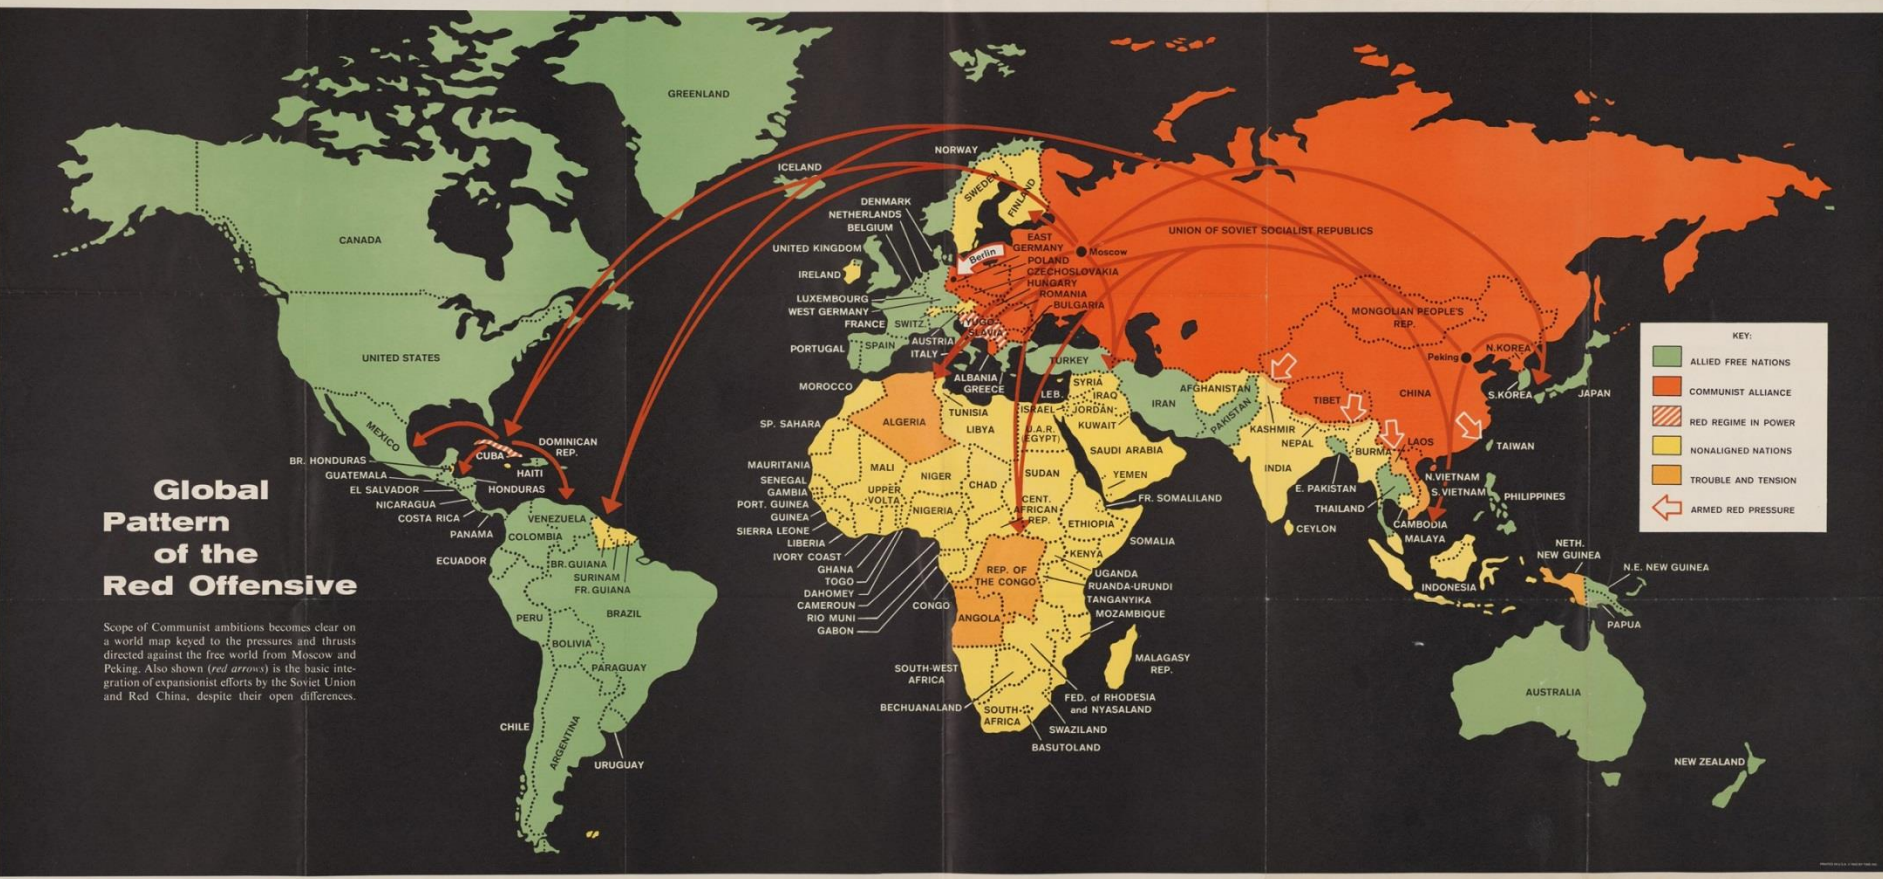 GREENLAND
NORWAY
ICELAND
SWEDEN
FINLAND
DENMARK
NETHERLANDS
BELGIUM
CANADA
UNITED KINGDOM
IRELAND
EAST
GERMANY
Berlin
POLAND
CZECHOSLOVAKIA
HUNGARY
ROMANIA
BULGARIA
Moscow
UNION OF SOVIET SOCIALIST REPUBLICS
LUXEMBOURG
WEST GERMANY
FRANCE
SWITZ.
YUGO-
SLAVIA
MONGOLIAN PEOPLE'S
REP.
UNITED STATES
PORTUGAL
SPAIN
AUSTRIA
ITALY
TURKEY
Peking
N.KOREA
MOROCCO
ALBANIA
GREECE
SYRIA
LEB.
IRAQ
ISRAEL
JORDAN
IRAN
AFGHANISTAN
PAKISTAN
TIBET
CHINA
S.KOREA
JAPAN
MEXICO
SP. SAHARA
ALGERIA
TUNISIA
LIBYA
U.A.R.
(EGYPT)
KUWAIT
KASHMIR
NEPAL
CUBA
DOMINICAN
REP.
HAITI
SAUDI ARABIA
BURMA
LAOS
TAIWAN
BR. HONDURAS
GUATEMALA
EL SALVADOR
NICARAGUA
COSTA RICA
PANAMA
HONDURAS
MAURITANIA
SENEGAL
GAMBIA
PORT. GUINEA
GUINEA
SIERRA LEONE
LIBERIA
IVORY COAST
GHANA
TOGO
DAHOMEY
CAMEROUN
RIO MUNI
GABON
MALI
NIGER
CHAD
SUDAN
YEMEN
FR. SOMALILAND
INDIA
E. PAKISTAN
N.VIETNAM
S.VIETNAM
PHILIPPINES
THAILAND
UPPER
VOLTA
NIGERIA
CENT.
AFRICAN
REP.
ETHIOPIA
SOMALIA
CEYLON
CAMBODIA
MALAYA
VENEZUELA
COLOMBIA
ECUADOR
BR. GUIANA
SURINAM
FR. GUIANA
KENYA
REP. OF
THE CONGO
UGANDA
RUANDA-URUNDI
TANGANYIKA
MOZAMBIQUE
CONGO
ANGOLA
INDONESIA
NETH.
NEW GUINEA
N.E. NEW GUINEA
PAPUA
PERU
BRAZIL
BOLIVIA
PARAGUAY
MALAGASY
REP.
SOUTH-WEST
AFRICA
BECHUANALAND
FED. of RHODESIA
and NYASALAND
SOUTH
AFRICA
SWAZILAND
BASUTOLAND
AUSTRALIA
NEW ZEALAND
CHILE
ARGENTINA
URUGUAY
Global
Pattern
of the
Red Offensive
Scope of Communist ambitions becomes clear on
a world map keyed to the pressures and thrusts
directed against the free world from Moscow and
Peking. Also shown (red arrows) is the basic inte-
gration of expansionist efforts by the Soviet Union
and Red China, despite their open differences.
KEY:
ALLIED FREE NATIONS
COMMUNIST ALLIANCE
RED REGIME IN POWER
NONALIGNED NATIONS
TROUBLE AND TENSION
ARMED RED PRESSURE